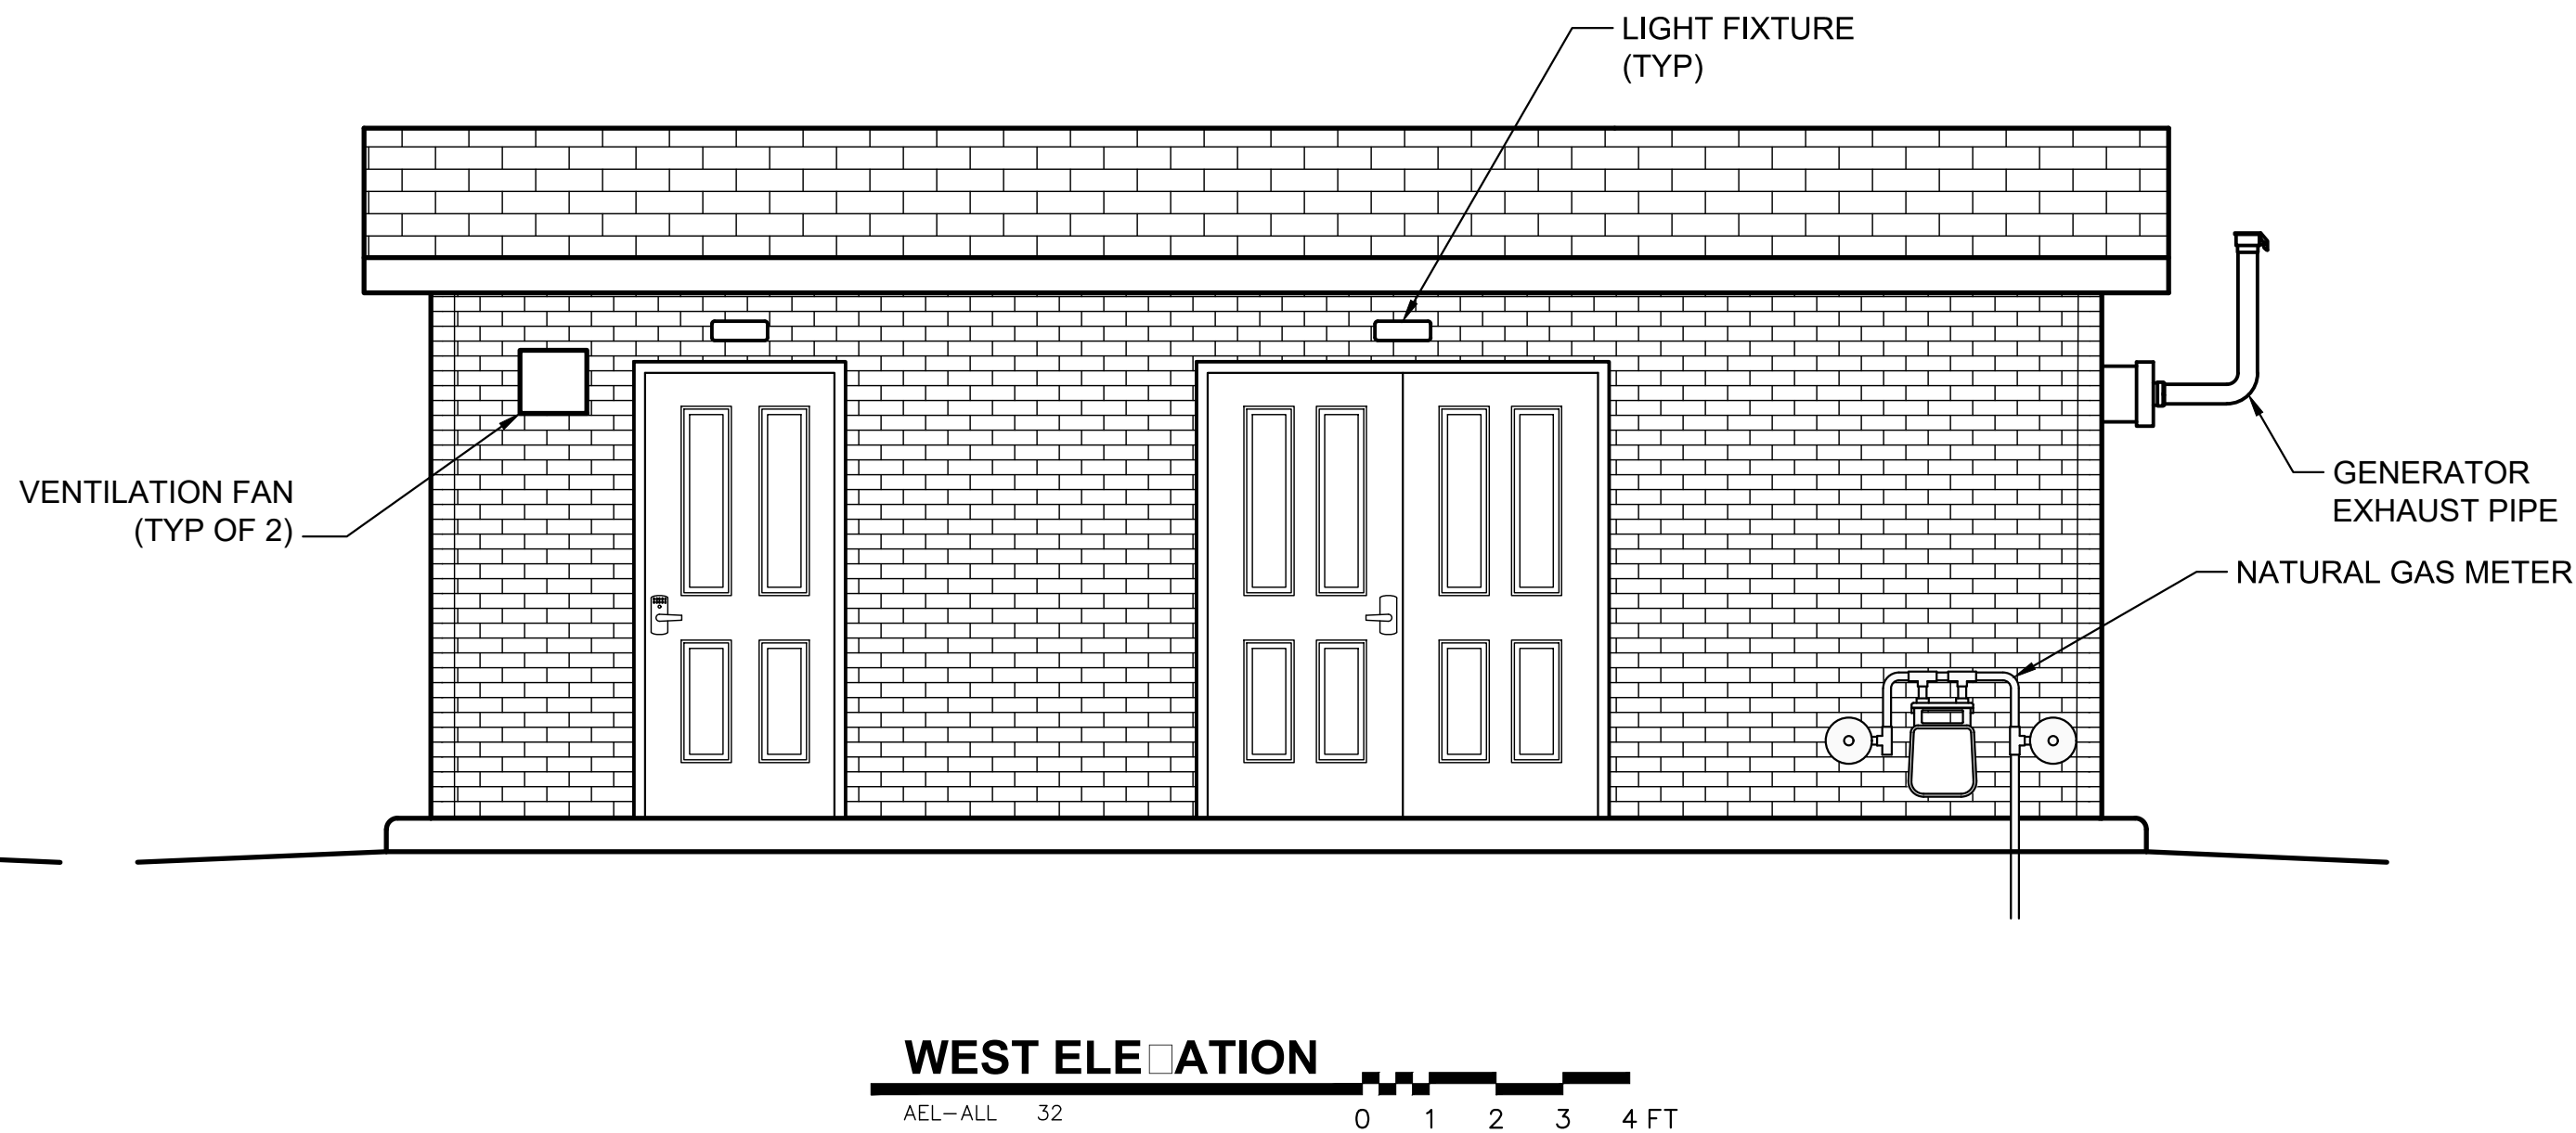 LIGHT FIXTURE
(TYP)
VENTILATION FAN
(TYP OF 2)
GENERATOR
EXHAUST PIPE
NATURAL GAS METER
WEST ELE□ATION
AEL-ALL 32
0 1 2 3 4 FT